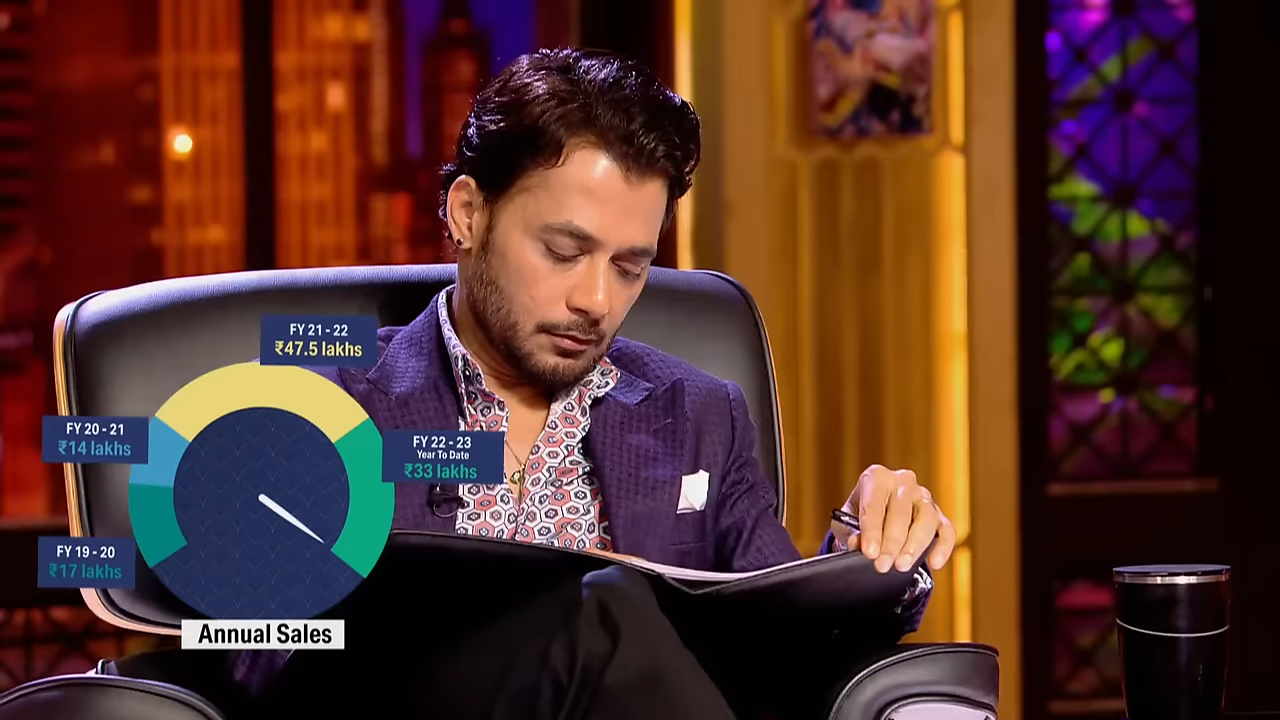 FY 21 - 22
₹47.5 lakhs
FY 20 - 21
₹14 lakhs
FY 22 - 23
Year To Date
₹33 lakhs
FY 19 - 20
₹17 lakhs
Annual Sales